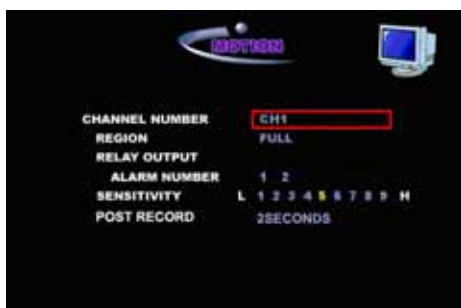 MOTION
CHANNEL NUMBER CH1
REGION FULL
RELAY OUTPUT
ALARM NUMBER 1 2
SENSITIVITY L 1 2 3 4 5 6 7 8 9 H
POST RECORD 2SECONDS